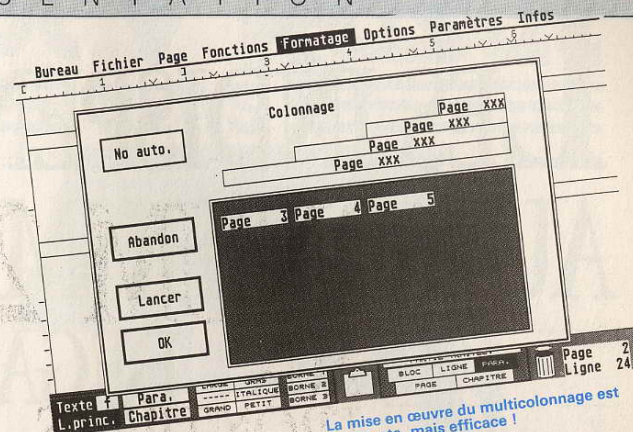 SENTATION
Bureau Fichier Page Fonctions Formatage Options Paramètres Infos
Colonnage
No auto.
Page XXX
Page XXX
Page XXX
Page XXX
Page 3 Page 4 Page 5
Abandon
Lancer
OK
Texte f Para.
L.princ. Chapitre
LARGE GRAS BORNE 1
----- ITALIQUE BORNE 2
GRAND PETIT BORNE 3
BLOC LIGNE PARA.
PAGE CHAPITRE
Page 2
Ligne 24
La mise en œuvre du multicolonnage est
mais efficace !